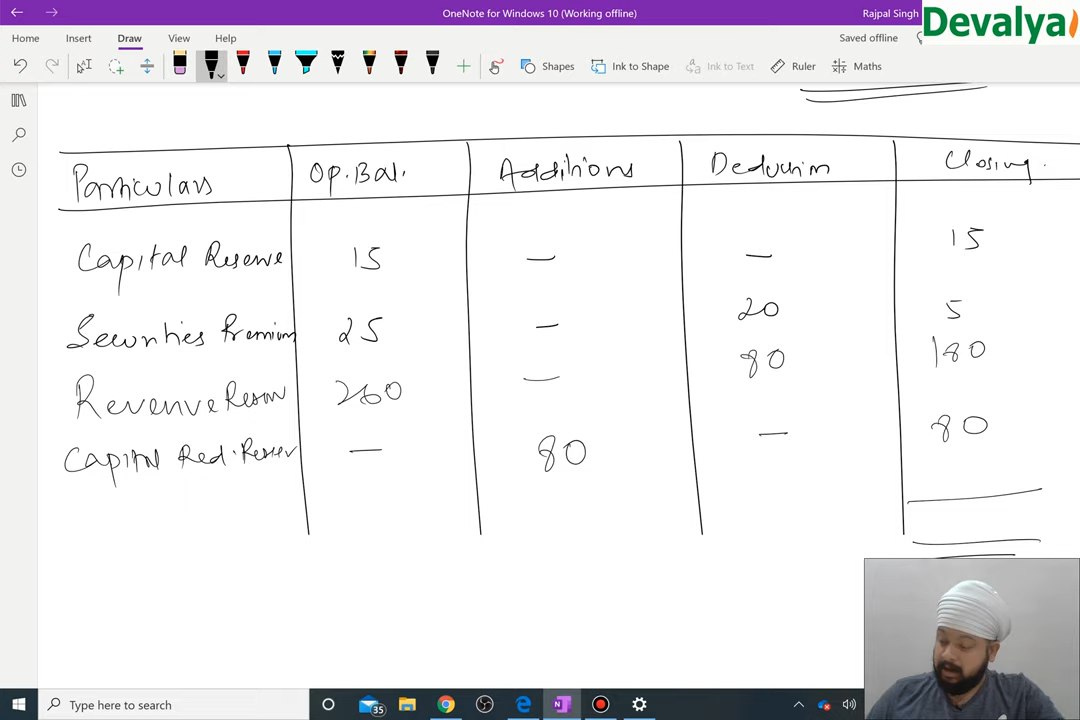 OneNote for Windows 10 (Working offline)
Rajpal Singh
Devalya
Home Insert Draw View Help
Saved offline
Shapes Ink to Shape Ink to Text Ruler Maths
Particulars Op. Bal. Additions Deduction Closing.
Capital Reserve 15 — — 15
Securities Premium 25 — 20 5
Revenue Reserve 260 — 80 180
Capital Red. Reserve — 80 — 80
Type here to search
35